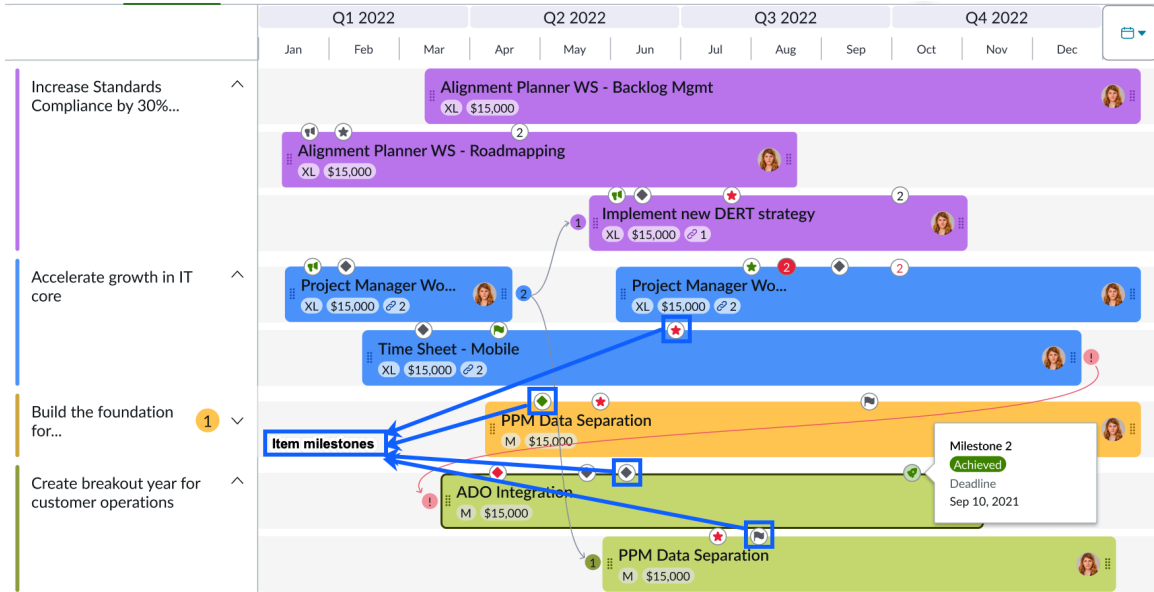 Q1 2022 Q2 2022 Q3 2022 Q4 2022
Jan Feb Mar Apr May Jun Jul Aug Sep Oct Nov Dec
Increase Standards
Compliance by 30%...
Alignment Planner WS - Backlog Mgmt
XL $15,000
2
Alignment Planner WS - Roadmapping
XL $15,000
2
1
Implement new DERT strategy
XL $15,000 1
Accelerate growth in IT
core
2 2
Project Manager Wo...
XL $15,000 2
2
Project Manager Wo...
XL $15,000 2
Time Sheet - Mobile
XL $15,000 2
!
Build the foundation
for...
1
PPM Data Separation
M $15,000
Item milestones
Milestone 2
Achieved
Deadline
Sep 10, 2021
Create breakout year for
customer operations
!
ADO Integration
M $15,000
1
PPM Data Separation
M $15,000